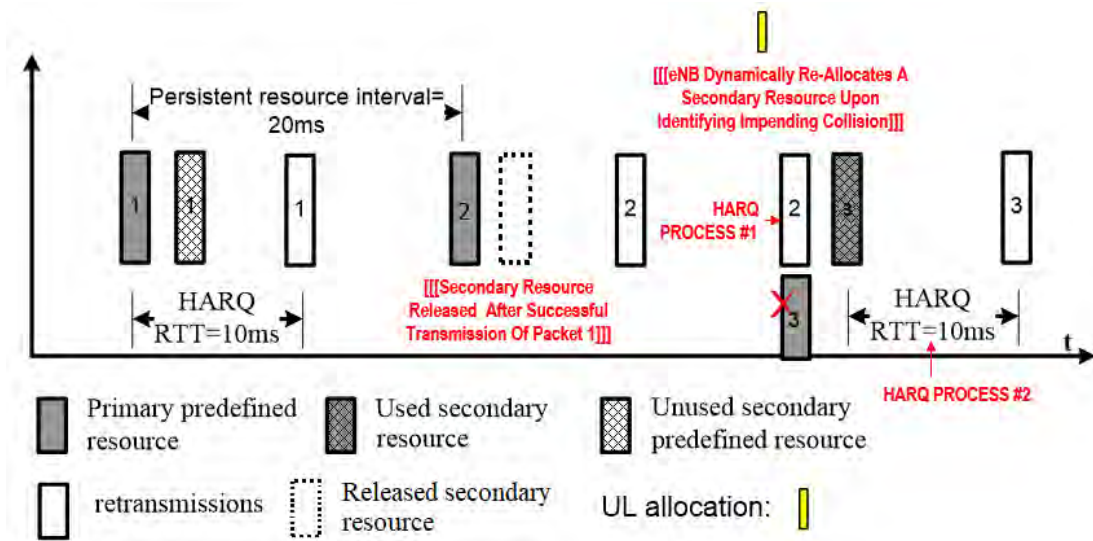 [[[eNB Dynamically Re-Allocates A
Secondary Resource Upon
Identifying Impending Collision]]]
Persistent resource interval=
20ms
1
1
1
2
2
2
3
3
HARQ
PROCESS #1
3
[[[Secondary Resource
Released After Successful
Transmission Of Packet 1]]]
HARQ
RTT=10ms
HARQ
RTT=10ms
t
HARQ PROCESS #2
Primary predefined
resource
Used secondary
resource
Unused secondary
predefined resource
retransmissions
Released secondary
resource
UL allocation: